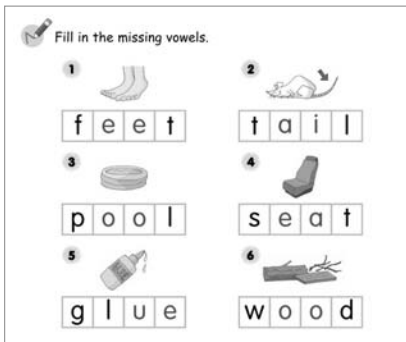 Fill in the missing vowels.
1 2
f e e t t a i l
3 4
p o o l s e a t
5 6
g l u e w o o d